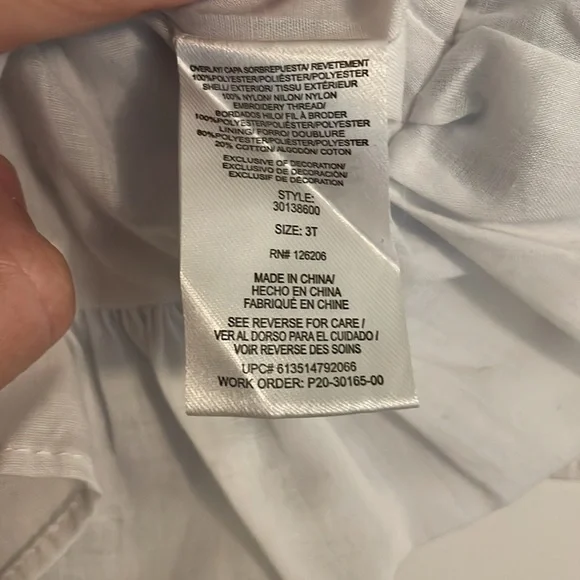 OVERLAY/ CAPA SORBREPUESTA/ REVETEMENT
100%POLYESTER/POLIÉSTER/POLYESTER
SHELL/ EXTERIOR/ TISSU EXTÉRIEUR
100% NYLON/ NILON/ NYLON
EMBROIDERY THREAD/
BORDADOS HILO/ FIL À BRODER
100%POLYESTER/POLIÉSTER/POLYESTER
LINING/ FORRO/ DOUBLURE
80%POLYESTER/POLIÉSTER/POLYESTER
20% COTTON/ ALGODÓN/ COTON
EXCLUSIVE OF DECORATION/
EXCLUSIVO DE DECORACIÓN/
EXCLUSIF DE DÉCORATION
STYLE:
30138600
SIZE: 3T
RN# 126206
MADE IN CHINA/
HECHO EN CHINA
FABRIQUÉ EN CHINE
SEE REVERSE FOR CARE/
VER AL DORSO PARA EL CUIDADO/
VOIR REVERSE DES SOINS
UPC# 613514792066
WORK ORDER: P20-30165-00